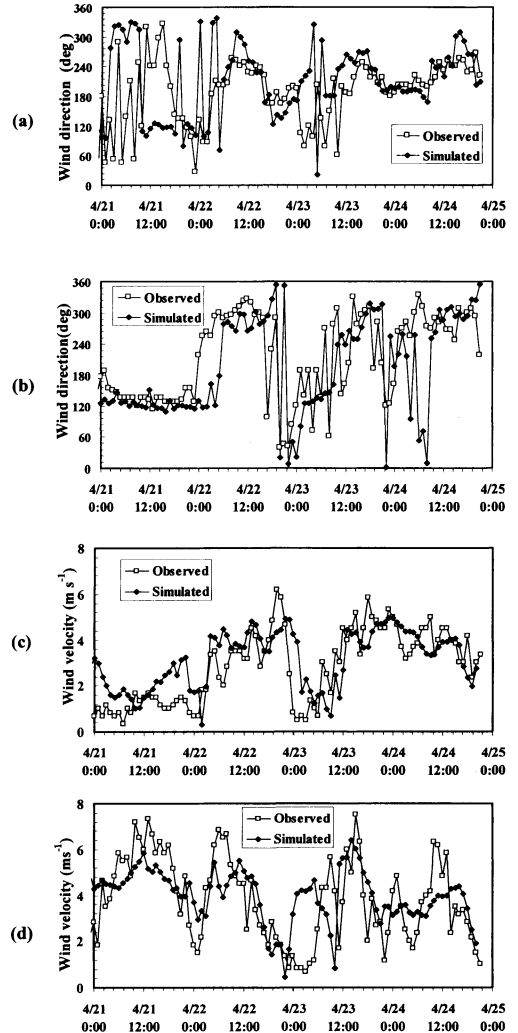 (a)
Wind direction (deg)
360
300
240
180
120
60
0
Observed
Simulated
4/21 4/21 4/22 4/22 4/23 4/23 4/24 4/24 4/25
0:00 12:00 0:00 12:00 0:00 12:00 0:00 12:00 0:00
(b)
Wind direction(deg)
360
300
240
180
120
60
0
Observed
Simulated
4/21 4/21 4/22 4/22 4/23 4/23 4/24 4/24 4/25
0:00 12:00 0:00 12:00 0:00 12:00 0:00 12:00 0:00
(c)
Wind velocity (m s-1)
8
6
4
2
0
Observed
Simulated
4/21 4/21 4/22 4/22 4/23 4/23 4/24 4/24 4/25
0:00 12:00 0:00 12:00 0:00 12:00 0:00 12:00 0:00
(d)
Wind velocity (ms-1)
8
6
4
2
0
Observed
Simulated
4/21 4/21 4/22 4/22 4/23 4/23 4/24 4/24 4/25
0:00 12:00 0:00 12:00 0:00 12:00 0:00 12:00 0:00